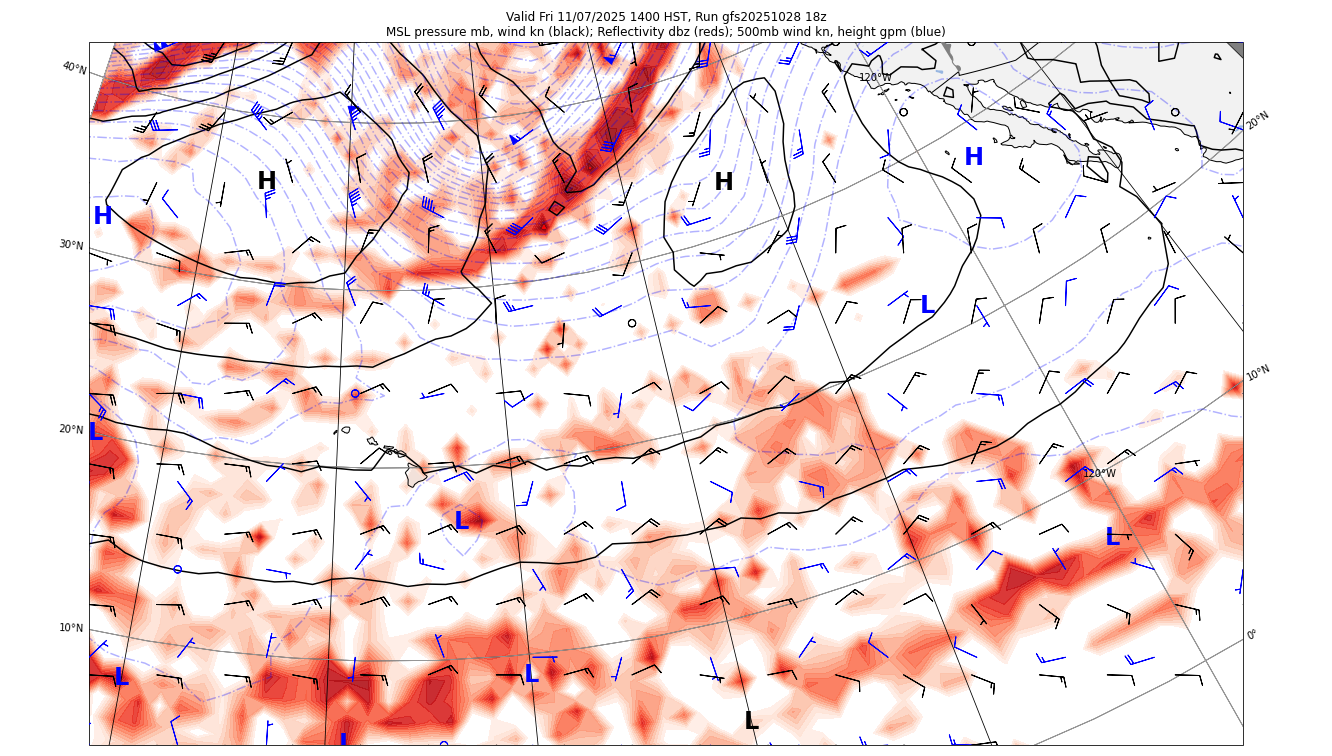 Valid Fri 11/07/2025 1400 HST, Run gfs20251028 18z
MSL pressure mb, wind kn (black); Reflectivity dbz (reds); 500mb wind kn, height gpm (blue)
40°N
120°W
20°N
H
H
H
H
30°N
L
10°N
20°N
L
120°W
L
L
10°N
0°
L
L
L
L